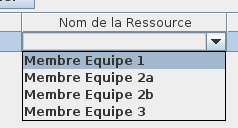 Nom de la Ressource
Membre Equipe 1
Membre Equipe 2a
Membre Equipe 2b
Membre Equipe 3